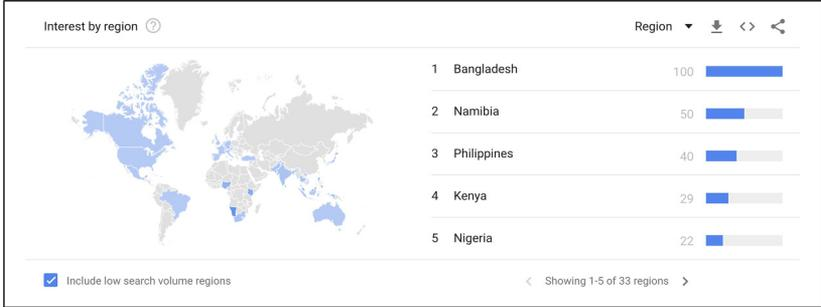 Interest by region
Region
1 Bangladesh 100
2 Namibia 50
3 Philippines 40
4 Kenya 29
5 Nigeria 22
Include low search volume regions
Showing 1-5 of 33 regions